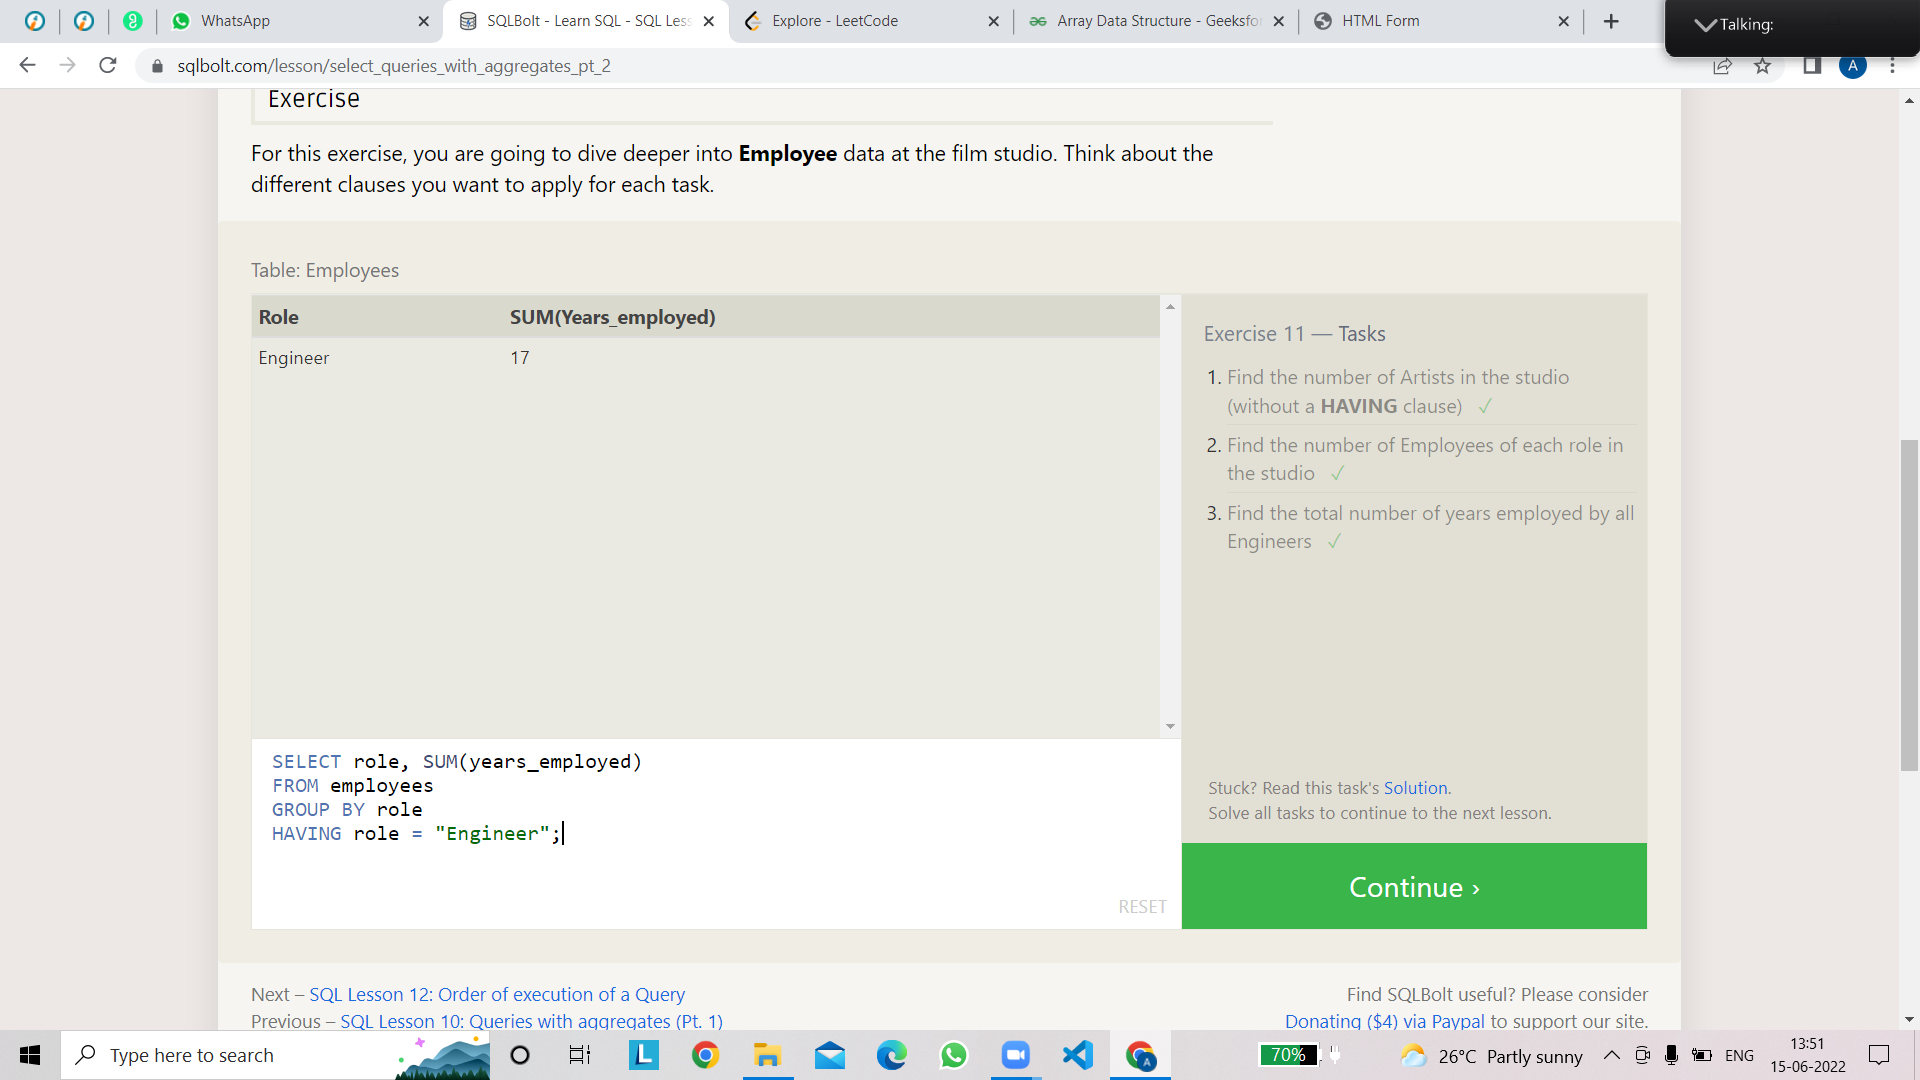 WhatsApp
SQLBolt - Learn SQL - SQL Less
Explore - LeetCode
Array Data Structure - Geeksfor
HTML Form
Talking:
sqlbolt.com/lesson/select_queries_with_aggregates_pt_2
A
Exercise
For this exercise, you are going to dive deeper into Employee data at the film studio. Think about the
different clauses you want to apply for each task.
Table: Employees
Role SUM(Years_employed)
Engineer 17
Exercise 11 — Tasks
1. Find the number of Artists in the studio
(without a HAVING clause) ✓
2. Find the number of Employees of each role in
the studio ✓
3. Find the total number of years employed by all
Engineers ✓
SELECT role, SUM(years_employed)
FROM employees
GROUP BY role
HAVING role = "Engineer";
RESET
Stuck? Read this task's Solution.
Solve all tasks to continue to the next lesson.
Continue ›
Next – SQL Lesson 12: Order of execution of a Query
Previous – SQL Lesson 10: Queries with aggregates (Pt. 1)
Find SQLBolt useful? Please consider
Donating ($4) via Paypal to support our site.
Type here to search
L
A
70%
26°C Partly sunny
ENG
13:51
15-06-2022